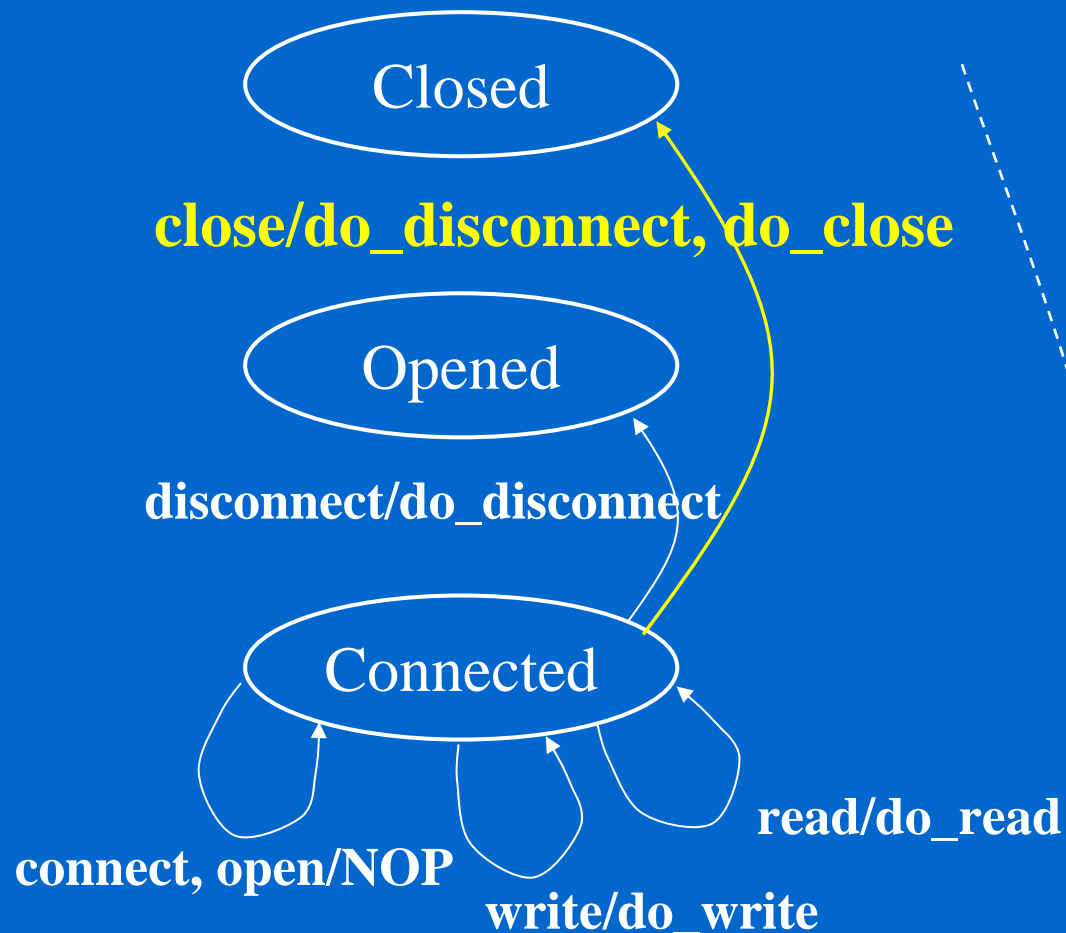 Closed
close/do_disconnect, do_close
Opened
disconnect/do_disconnect
Connected
read/do_read
connect, open/NOP
write/do_write